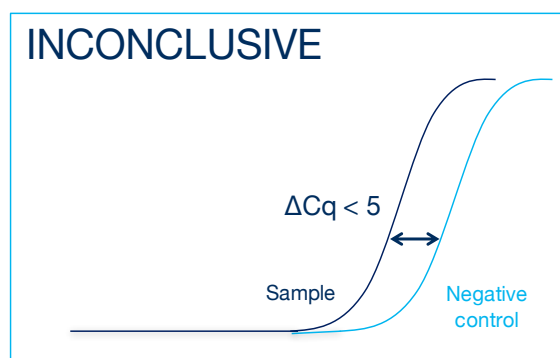 INCONCLUSIVE
ΔCq < 5
Sample
Negative
control